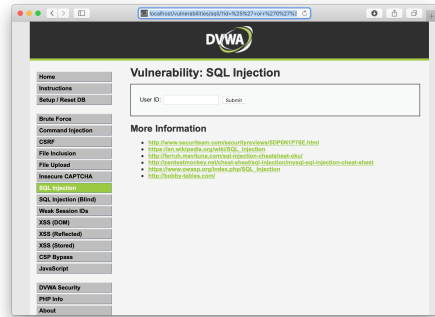 localhost/vulnerabilities/sqli/?id=%25%27+or+%270%27%3
DVWA
Home
Instructions
Setup / Reset DB
Brute Force
Command Injection
CSRF
File Inclusion
File Upload
Insecure CAPTCHA
SQL Injection
SQL Injection (Blind)
Weak Session IDs
XSS (DOM)
XSS (Reflected)
XSS (Stored)
CSP Bypass
JavaScript
DVWA Security
PHP Info
About
Vulnerability: SQL Injection
User ID:
Submit
More Information
http://www.securiteam.com/securityreviews/5DP0N1P76E.html
https://en.wikipedia.org/wiki/SQL_injection
http://ferruh.mavituna.com/sql-injection-cheatsheet-oku/
http://pentestmonkey.net/cheat-sheet/sql-injection/mysql-sql-injection-cheat-sheet
https://www.owasp.org/index.php/SQL_Injection
http://bobby-tables.com/